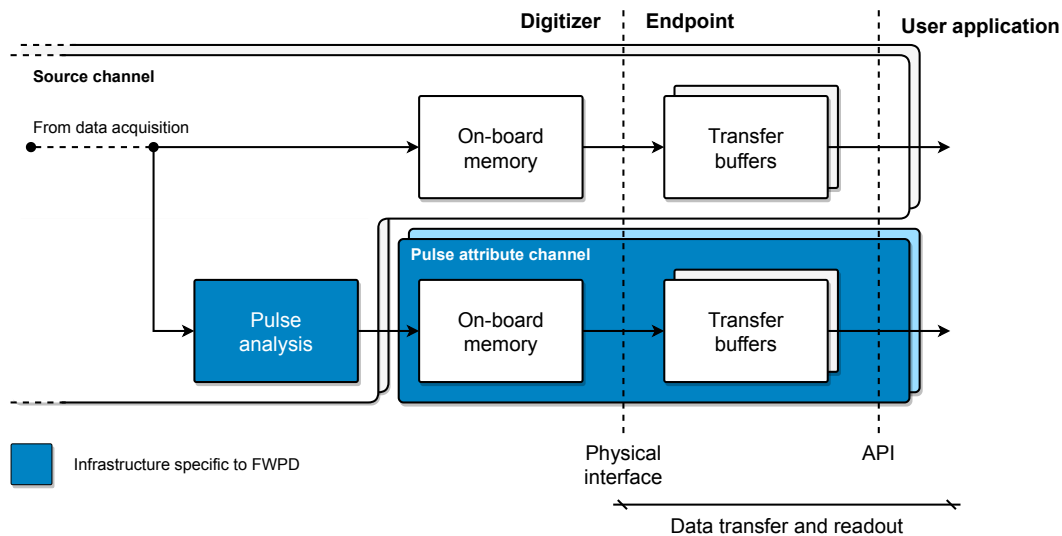 Digitizer
Endpoint
User application
Source channel
From data acquisition
On-board
memory
Transfer
buffers
Pulse attribute channel
Pulse
analysis
On-board
memory
Transfer
buffers
Infrastructure specific to FWPD
Physical
interface
API
Data transfer and readout